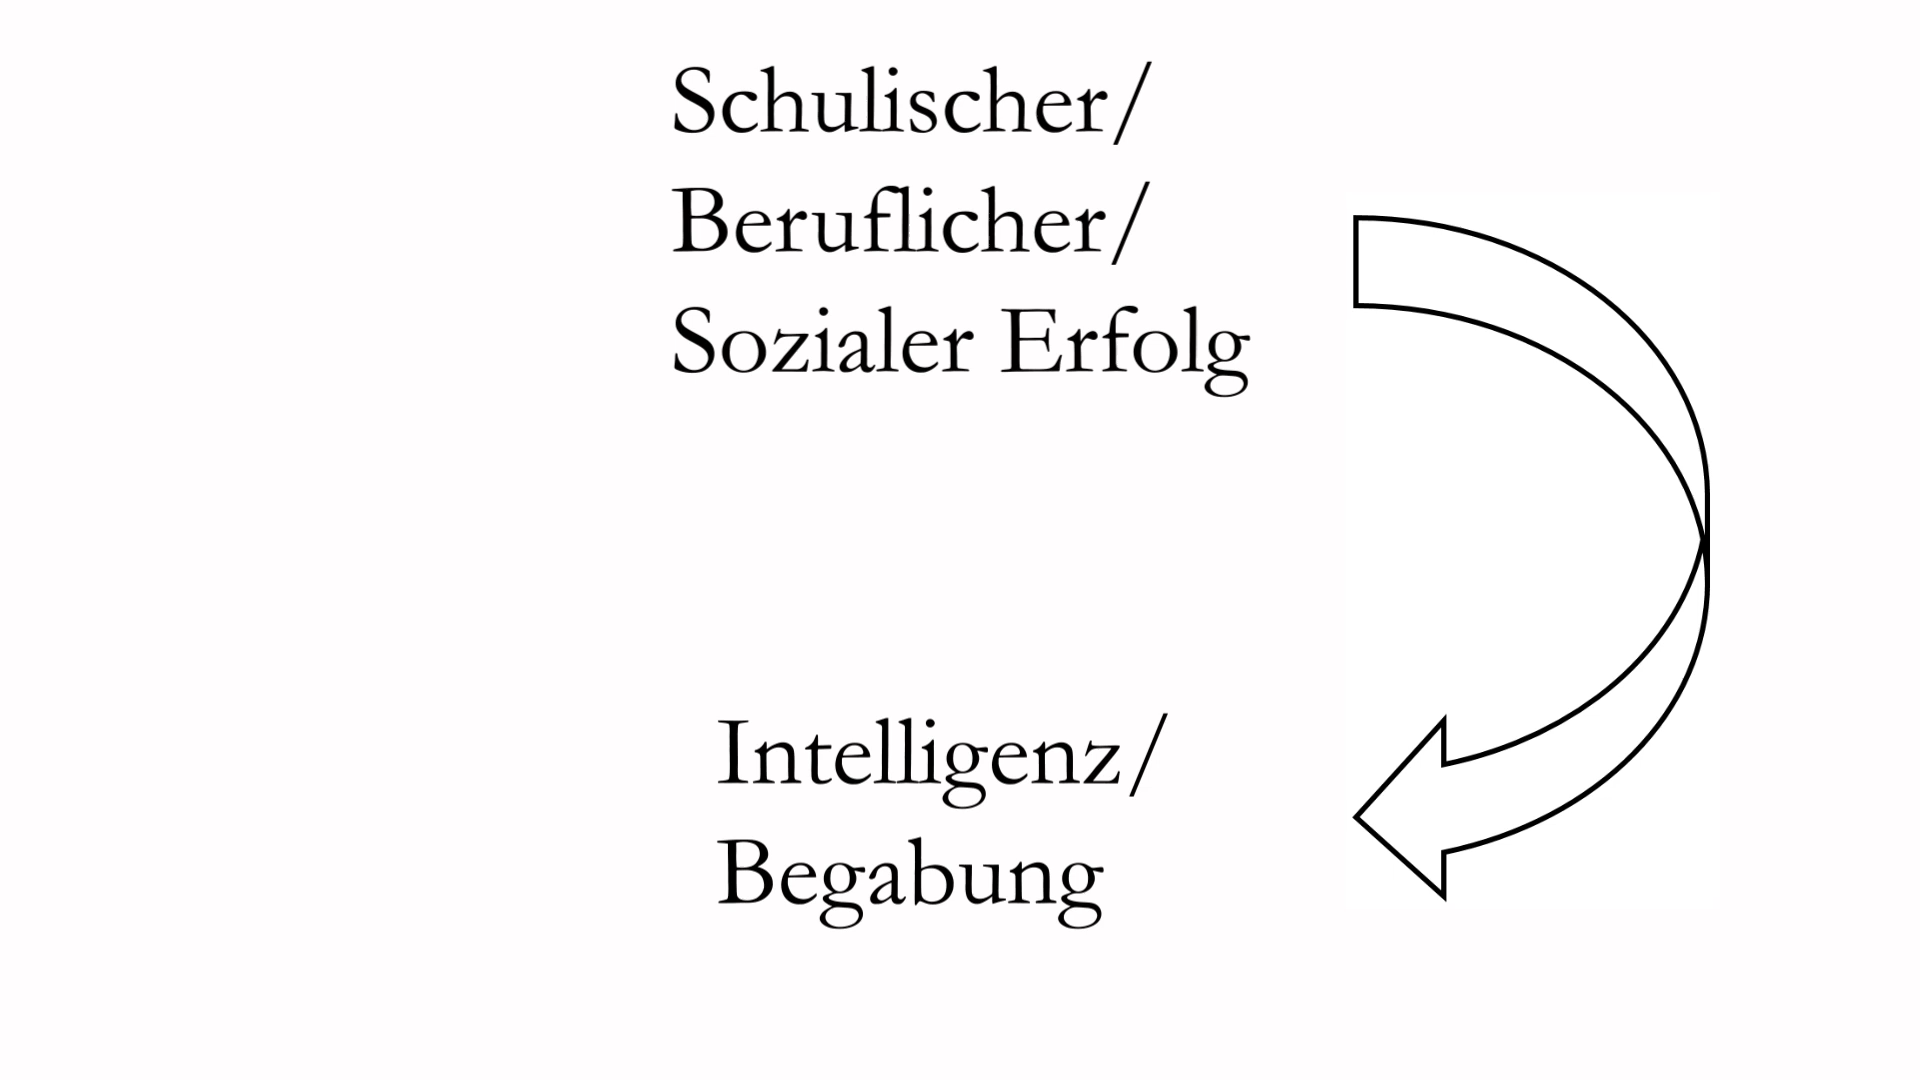 Schulischer/
Beruflicher/
Sozialer Erfolg
Intelligenz/
Begabung